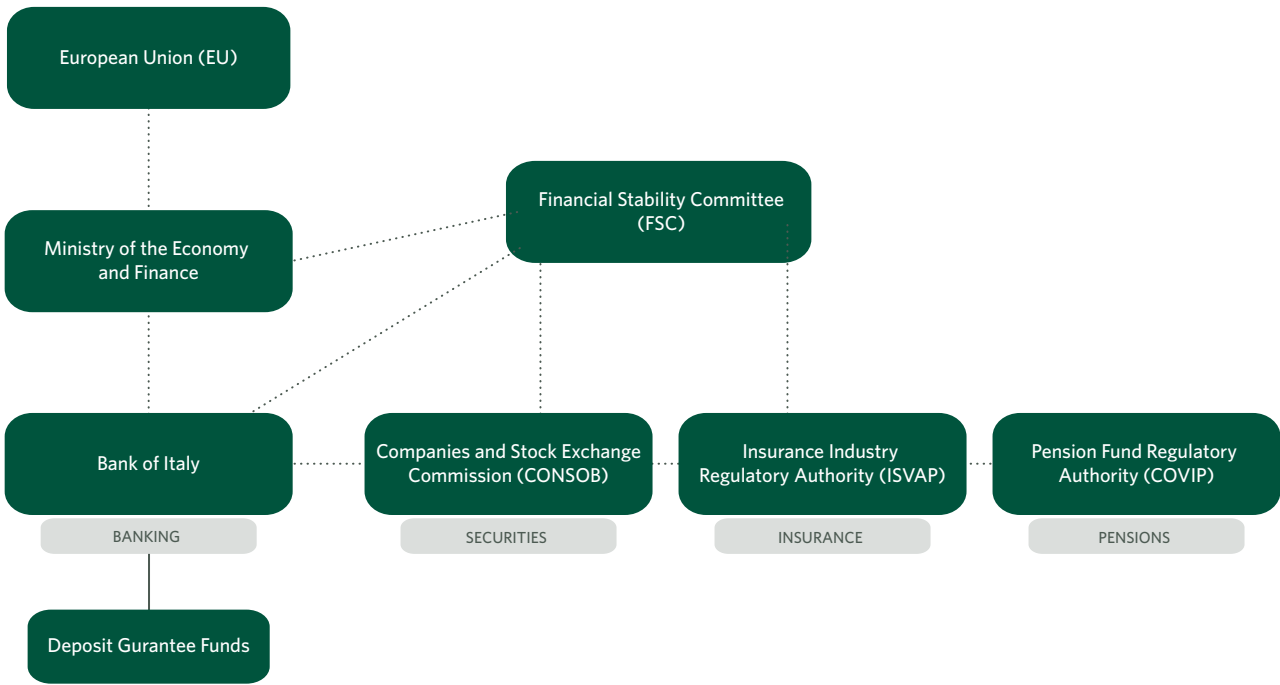 European Union (EU)
Financial Stability Committee
(FSC)
Ministry of the Economy
and Finance
Bank of Italy
Companies and Stock Exchange
Commission (CONSOB)
Insurance Industry
Regulatory Authority (ISVAP)
Pension Fund Regulatory
Authority (COVIP)
BANKING
SECURITIES
INSURANCE
PENSIONS
Deposit Gurantee Funds